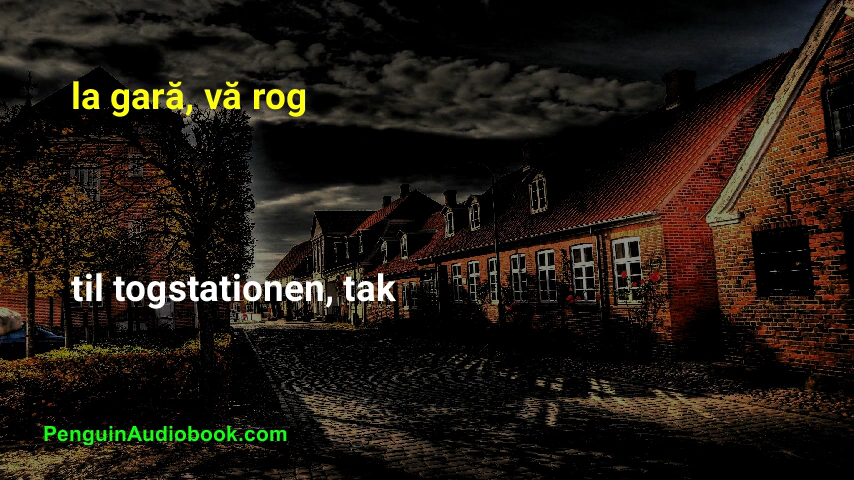 la gară, vă rog
til togstationen, tak
PenguinAudiobook.com